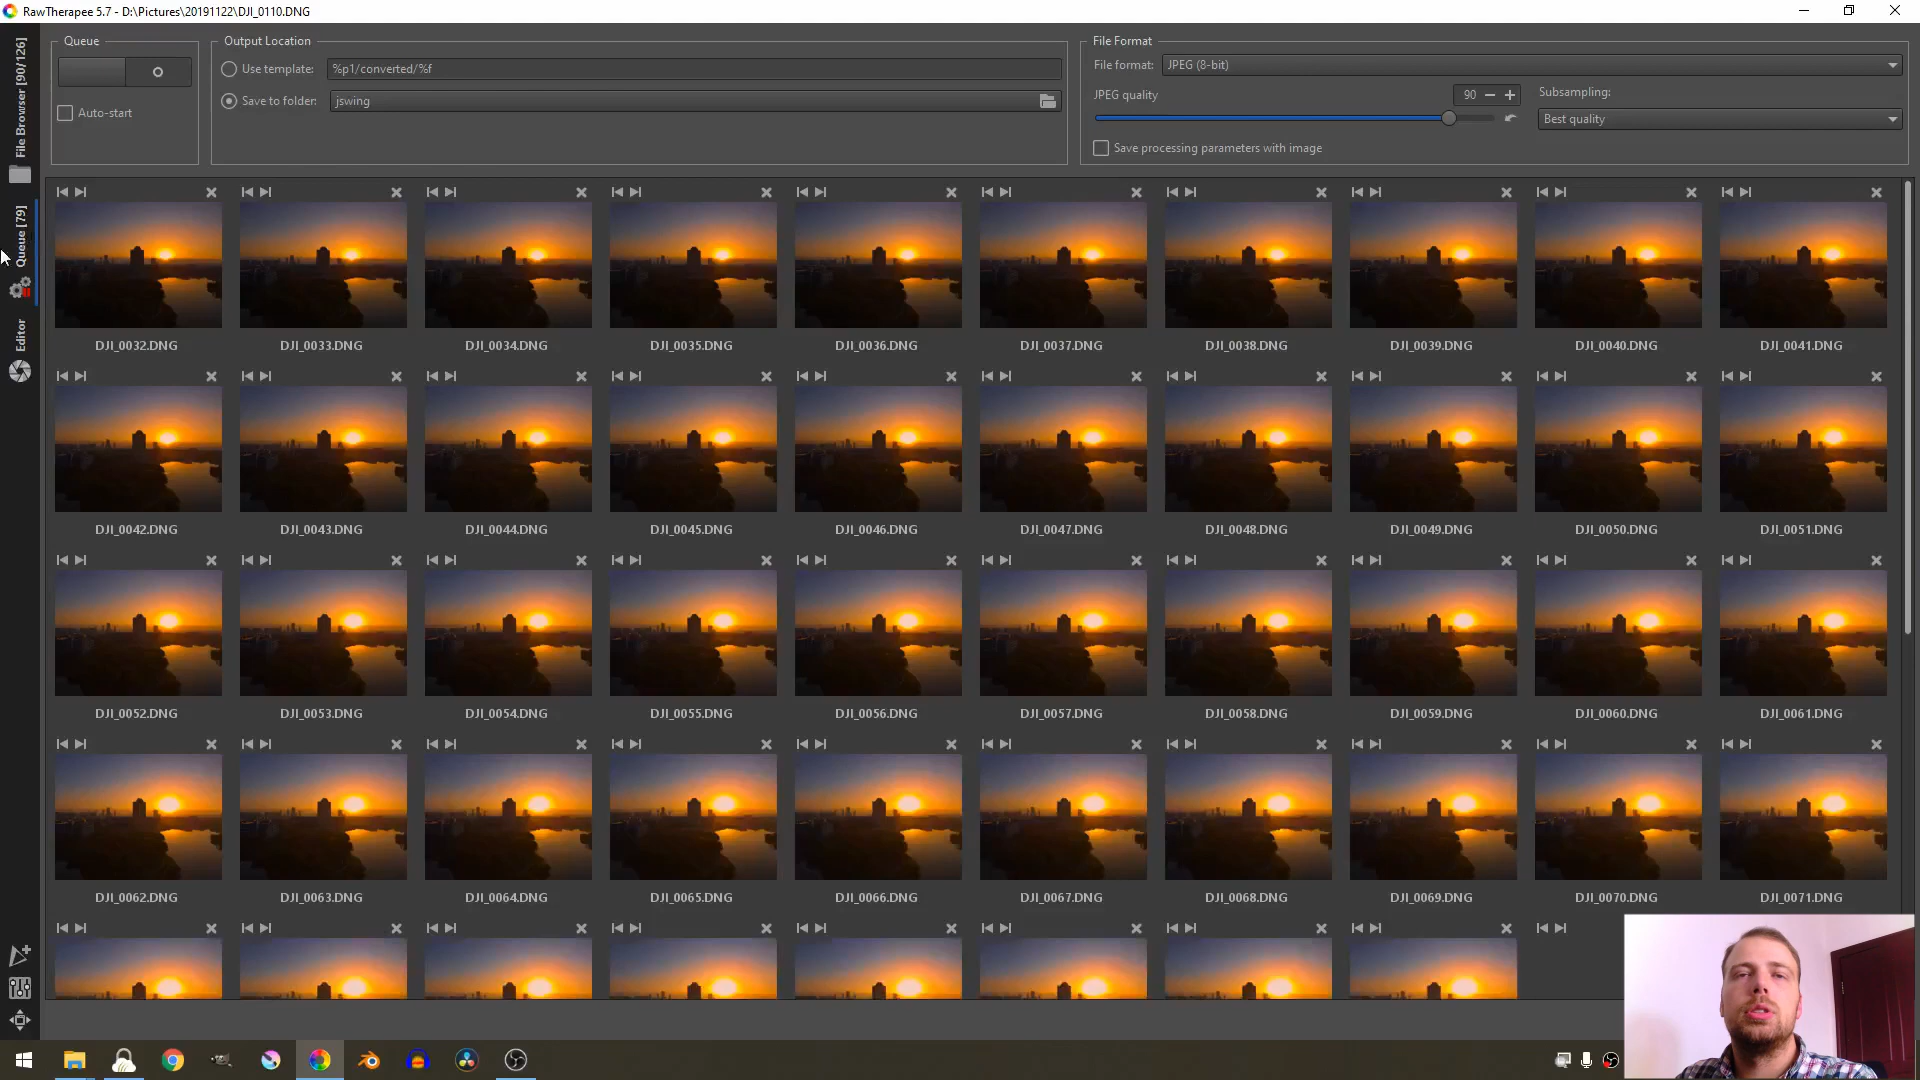 RawTherapee 5.7 - D:\Pictures\20191122\DJI_0110.DNG
File Browser [90/126]
Queue [79]
Editor
Queue
Auto-start
Output Location
Use template: %p1/converted/%f
Save to folder: jswing
File Format
File format: JPEG (8-bit)
JPEG quality 90
Subsampling:
Best quality
Save processing parameters with image
DJI_0032.DNG DJI_0033.DNG DJI_0034.DNG DJI_0035.DNG DJI_0036.DNG DJI_0037.DNG DJI_0038.DNG DJI_0039.DNG DJI_0040.DNG DJI_0041.DNG
DJI_0042.DNG DJI_0043.DNG DJI_0044.DNG DJI_0045.DNG DJI_0046.DNG DJI_0047.DNG DJI_0048.DNG DJI_0049.DNG DJI_0050.DNG DJI_0051.DNG
DJI_0052.DNG DJI_0053.DNG DJI_0054.DNG DJI_0055.DNG DJI_0056.DNG DJI_0057.DNG DJI_0058.DNG DJI_0059.DNG DJI_0060.DNG DJI_0061.DNG
DJI_0062.DNG DJI_0063.DNG DJI_0064.DNG DJI_0065.DNG DJI_0066.DNG DJI_0067.DNG DJI_0068.DNG DJI_0069.DNG DJI_0070.DNG DJI_0071.DNG